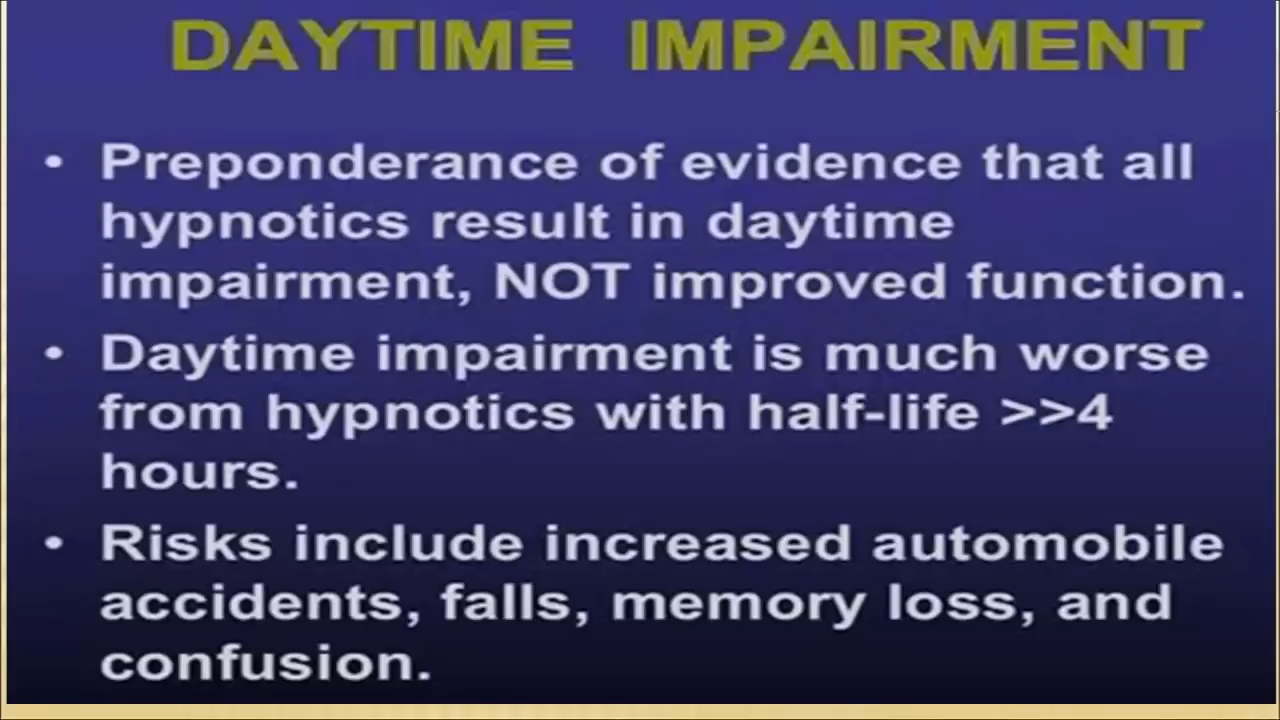 DAYTIME IMPAIRMENT
• Preponderance of evidence that all
hypnotics result in daytime
impairment, NOT improved function.
• Daytime impairment is much worse
from hypnotics with half-life >>4
hours.
• Risks include increased automobile
accidents, falls, memory loss, and
confusion.